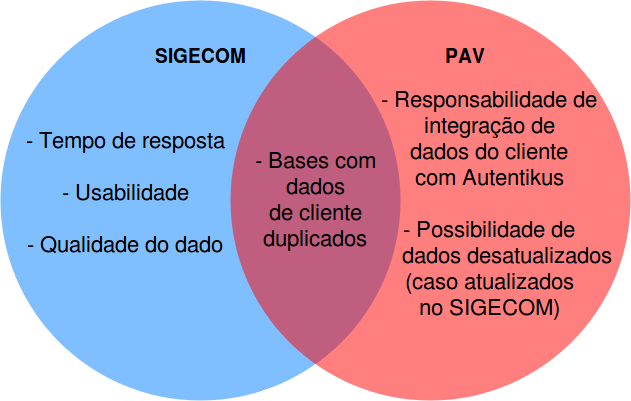 SIGECOM
- Tempo de resposta
- Usabilidade
- Qualidade do dado
- Bases com
dados
de cliente
duplicados
PAV
- Responsabilidade de
integração de
dados do cliente
com Autentikus
- Possibilidade de
dados desatualizados
(caso atualizados
no SIGECOM)